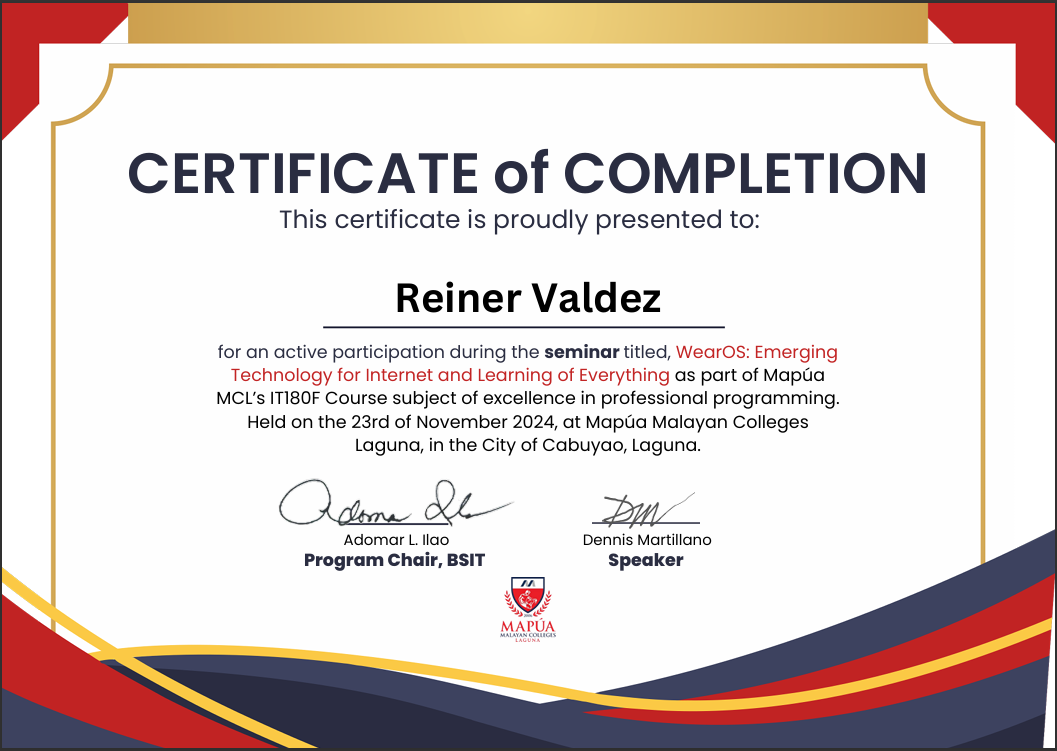 CERTIFICATE of COMPLETION
This certificate is proudly presented to:
Reiner Valdez
for an active participation during the seminar titled, WearOS: Emerging
Technology for Internet and Learning of Everything as part of Mapúa
MCL’s IT180F Course subject of excellence in professional programming.
Held on the 23rd of November 2024, at Mapúa Malayan Colleges
Laguna, in the City of Cabuyao, Laguna.
Adomar L. Ilao
Program Chair, BSIT
Dennis Martillano
Speaker
MAPÚA
MALAYAN COLLEGES
LAGUNA